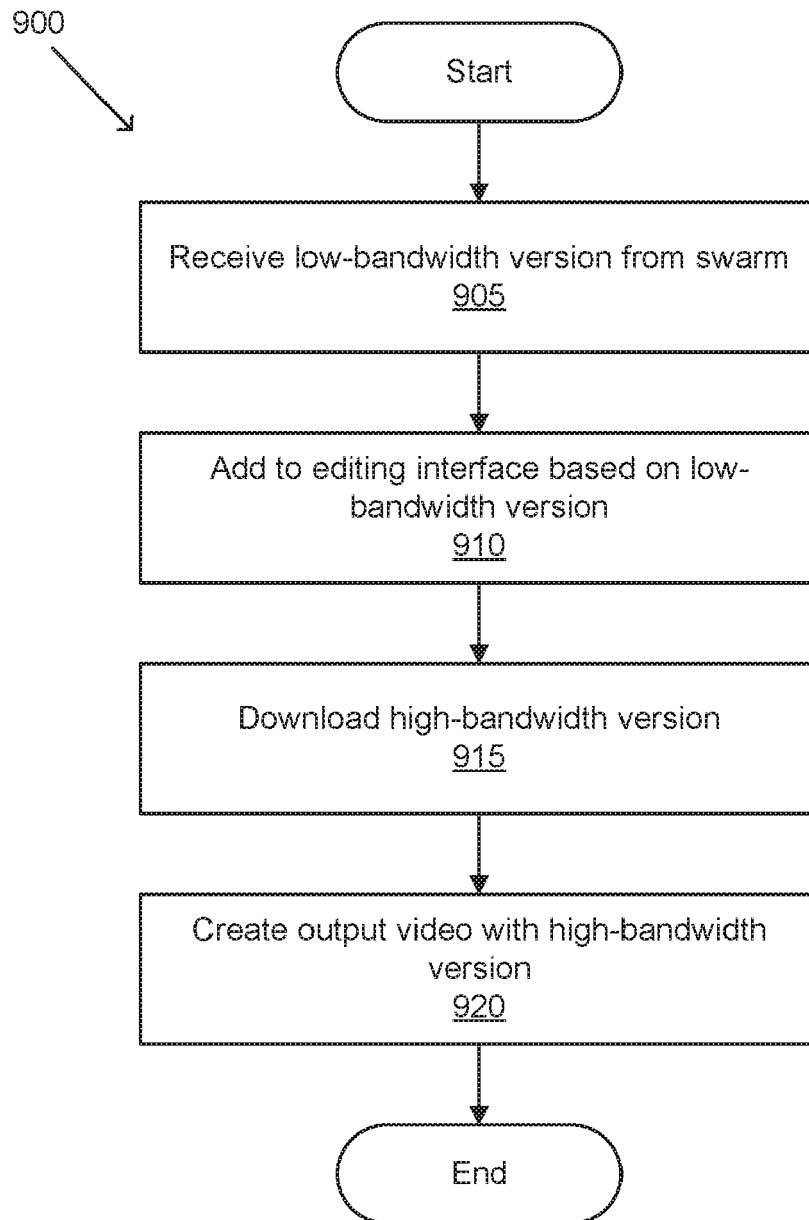 900
Start
Receive low-bandwidth version from swarm
905
Add to editing interface based on low-
bandwidth version
910
Download high-bandwidth version
915
Create output video with high-bandwidth
version
920
End